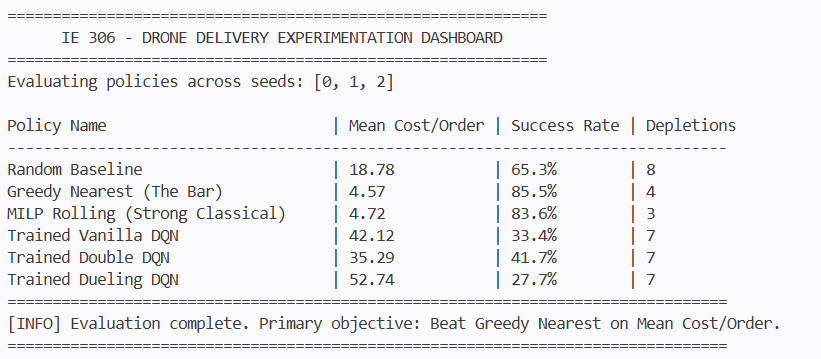 ============================================================
IE 306 - DRONE DELIVERY EXPERIMENTATION DASHBOARD
============================================================
Evaluating policies across seeds: [0, 1, 2]
Policy Name | Mean Cost/Order | Success Rate | Depletions
--------------------------------------------------------------------------------
Random Baseline | 18.78 | 65.3% | 8
Greedy Nearest (The Bar) | 4.57 | 85.5% | 4
MILP Rolling (Strong Classical) | 4.72 | 83.6% | 3
Trained Vanilla DQN | 42.12 | 33.4% | 7
Trained Double DQN | 35.29 | 41.7% | 7
Trained Dueling DQN | 52.74 | 27.7% | 7
================================================================================
[INFO] Evaluation complete. Primary objective: Beat Greedy Nearest on Mean Cost/Order.
================================================================================